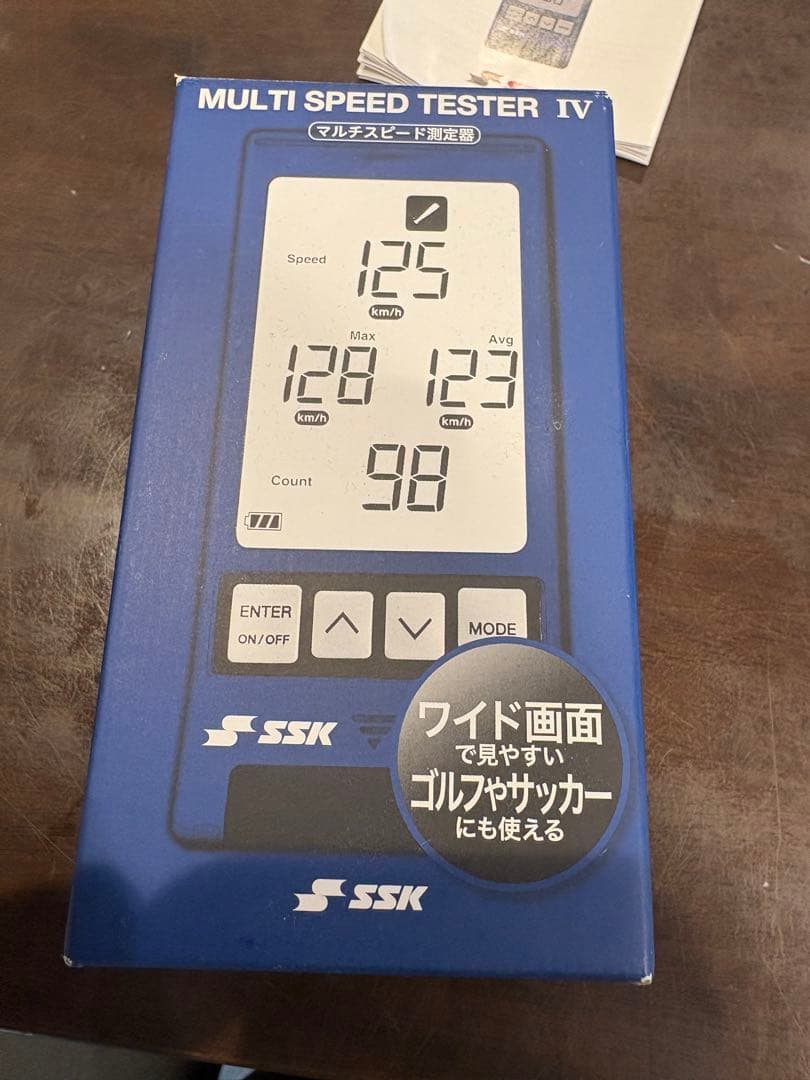 MULTI SPEED TESTER IV
マルチスピード測定器
Speed 125
km/h
Max Avg
128 123
km/h km/h
Count 98
ENTER
ON/OFF
MODE
SSK
ワイド画面
で見やすい
ゴルフやサッカー
にも使える
SSK